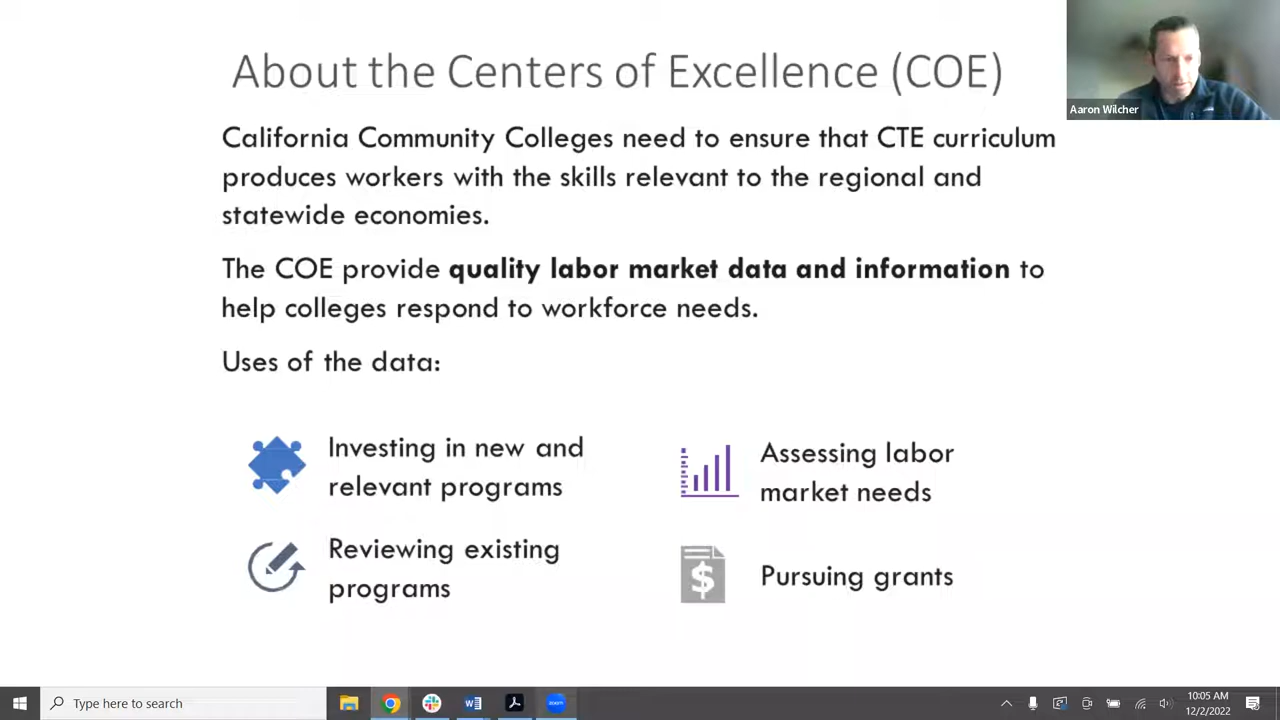 About the Centers of Excellence (COE)
Aaron Wilcher
California Community Colleges need to ensure that CTE curriculum
produces workers with the skills relevant to the regional and
statewide economies.
The COE provide quality labor market data and information to
help colleges respond to workforce needs.
Uses of the data:
Investing in new and
relevant programs
Assessing labor
market needs
Reviewing existing
programs
$
Pursuing grants
Type here to search
zoom
10:05 AM
12/2/2022